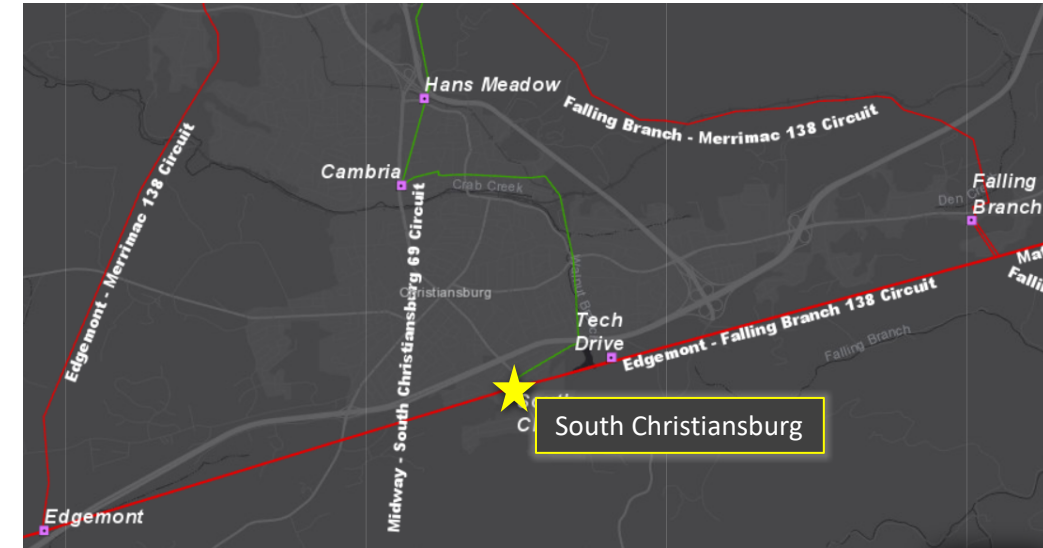 Hans Meadow
Falling Branch - Merrimac 138 Circuit
Cambria
Crab Creek
Falling
Branch
Edgemont - Merrimac 138 Circuit
Midway - South Christiansburg 69 Circuit
Christiansburg
Walnut
Tech
Drive
Edgemont - Falling Branch 138 Circuit
Falling Branch
South Christiansburg
Edgemont